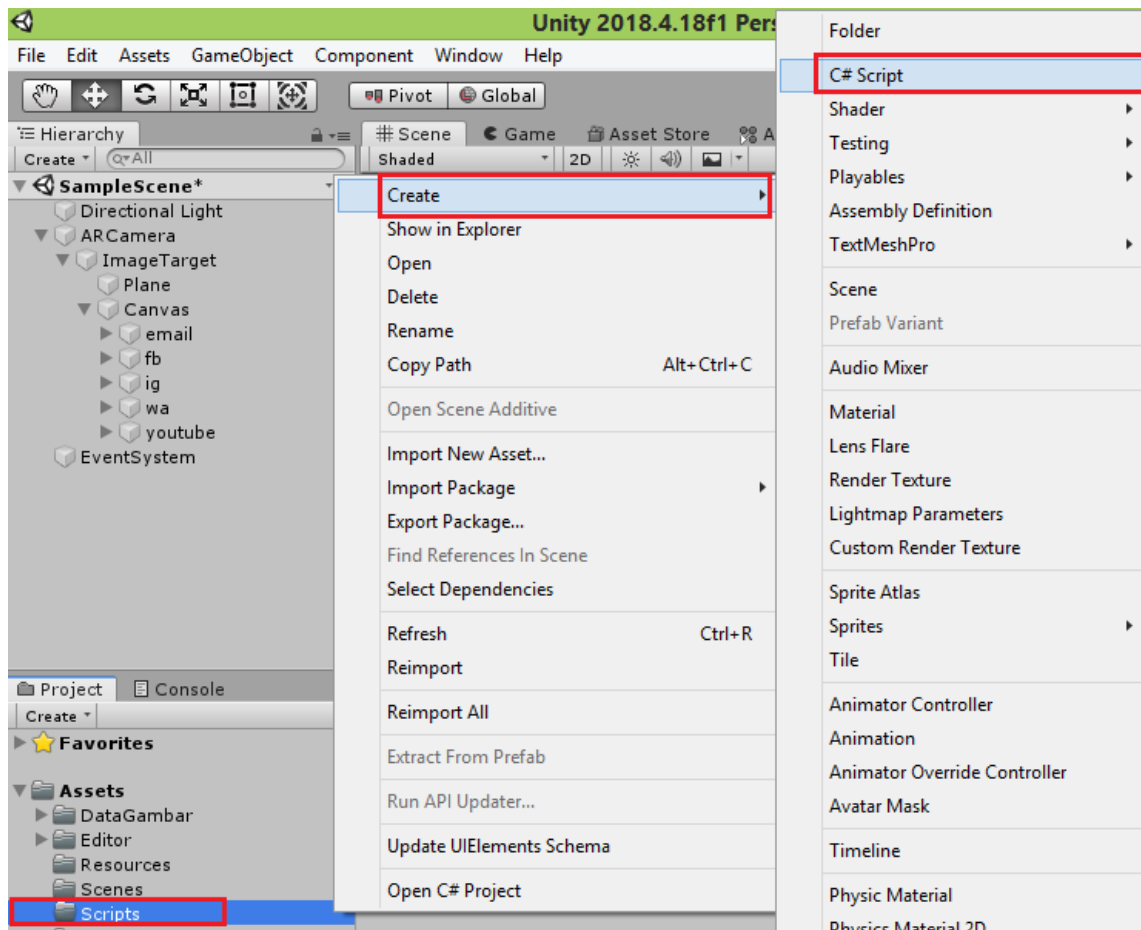 Unity 2018.4.18f1 Pers
File Edit Assets GameObject Component Window Help
Pivot Global
Hierarchy
Create All
SampleScene*
Directional Light
ARCamera
ImageTarget
Plane
Canvas
email
fb
ig
wa
youtube
EventSystem
Scene Game Asset Store A
Shaded 2D
Create
Show in Explorer
Open
Delete
Rename
Copy Path Alt+Ctrl+C
Open Scene Additive
Import New Asset...
Import Package
Export Package...
Find References In Scene
Select Dependencies
Refresh Ctrl+R
Reimport
Reimport All
Extract From Prefab
Run API Updater...
Update UIElements Schema
Open C# Project
Folder
C# Script
Shader
Testing
Playables
Assembly Definition
TextMeshPro
Scene
Prefab Variant
Audio Mixer
Material
Lens Flare
Render Texture
Lightmap Parameters
Custom Render Texture
Sprite Atlas
Sprites
Tile
Animator Controller
Animation
Animator Override Controller
Avatar Mask
Timeline
Physic Material
Physics Material 2D
Project Console
Create
Favorites
Assets
DataGambar
Editor
Resources
Scenes
Scripts